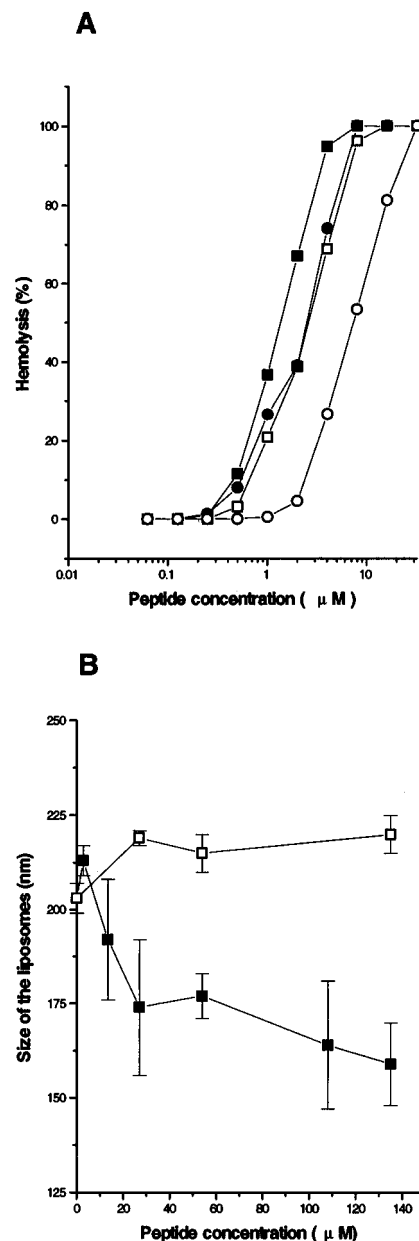 A
100
80
60
40
20
0
Hemolysis (%)
0.01 0.1 1 10
Peptide concentration ( μ M)
B
250
225
200
175
150
125
Size of the liposomes (nm)
0 20 40 60 80 100 120 140
Peptide concentration ( μ M)